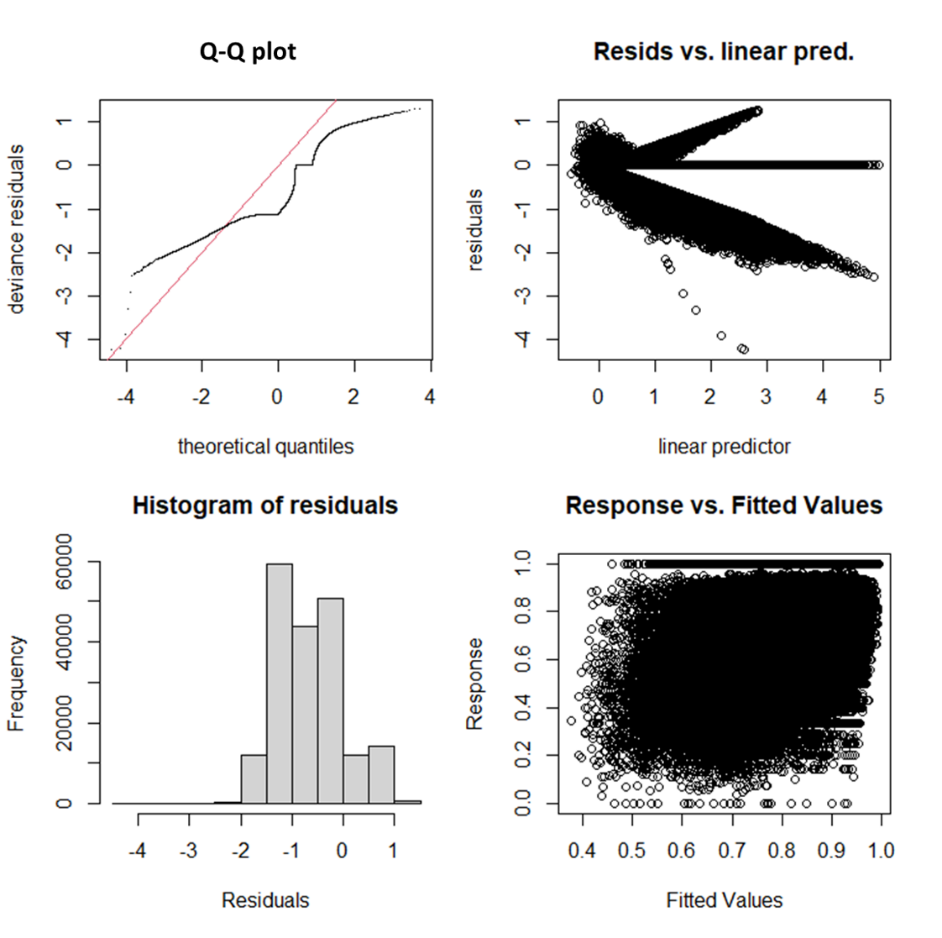 Q-Q plot
deviance residuals
1
0
-1
-2
-3
-4
-4 -2 0 2 4
theoretical quantiles
Resids vs. linear pred.
residuals
1
0
-1
-2
-3
-4
0 1 2 3 4 5
linear predictor
Histogram of residuals
Frequency
60000
40000
20000
0
-4 -3 -2 -1 0 1
Residuals
Response vs. Fitted Values
Response
1.0
0.8
0.6
0.4
0.2
0.0
0.4 0.5 0.6 0.7 0.8 0.9 1.0
Fitted Values